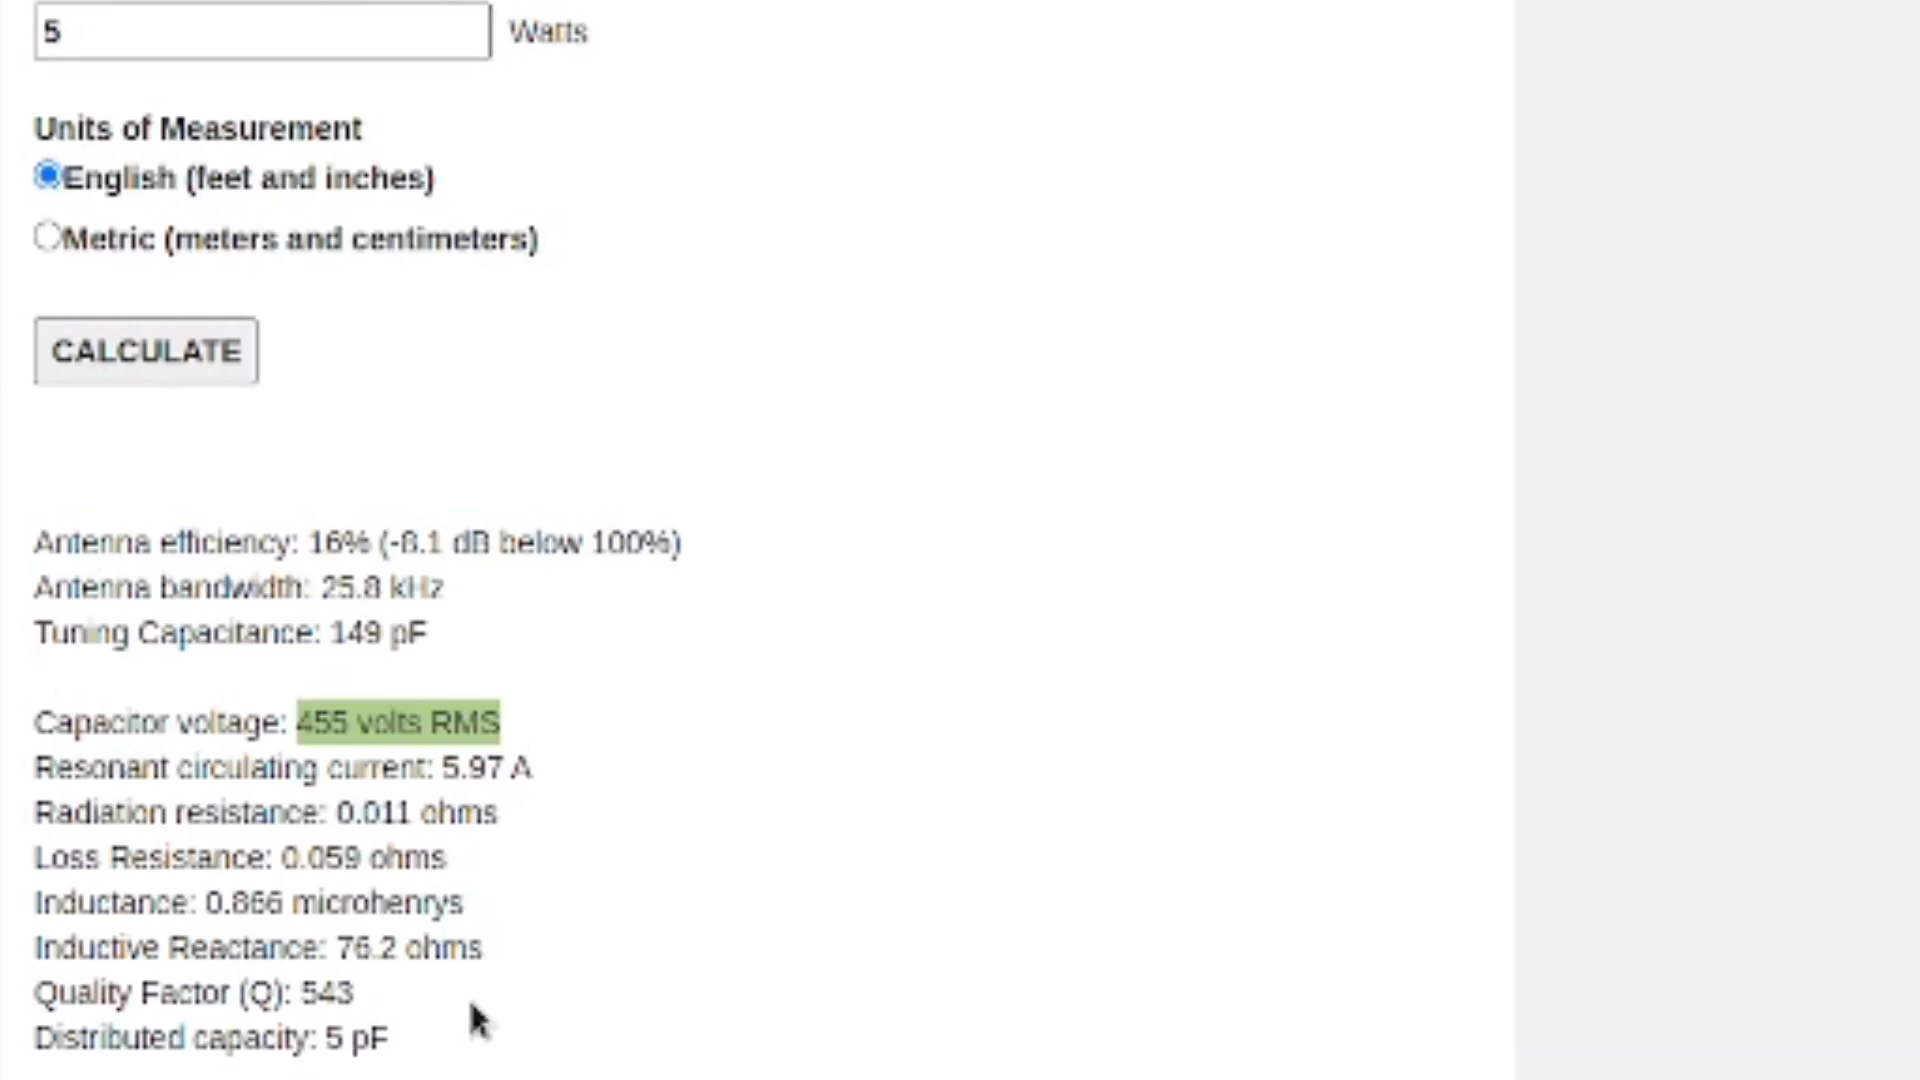 5 Watts
Units of Measurement
English (feet and inches)
Metric (meters and centimeters)
CALCULATE
Antenna efficiency: 16% (-8.1 dB below 100%)
Antenna bandwidth: 25.8 kHz
Tuning Capacitance: 149 pF
Capacitor voltage: 455 volts RMS
Resonant circulating current: 5.97 A
Radiation resistance: 0.011 ohms
Loss Resistance: 0.059 ohms
Inductance: 0.866 microhenrys
Inductive Reactance: 76.2 ohms
Quality Factor (Q): 543
Distributed capacity: 5 pF